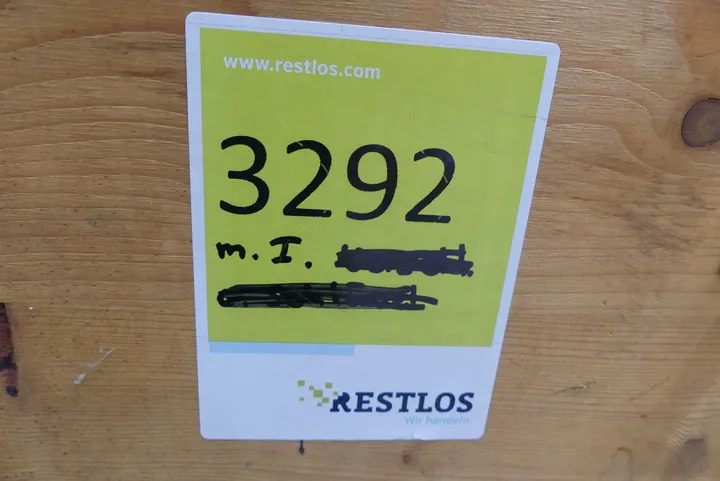 www.restlos.com
3292
m. I.
RESTLOS
Wir handeln.